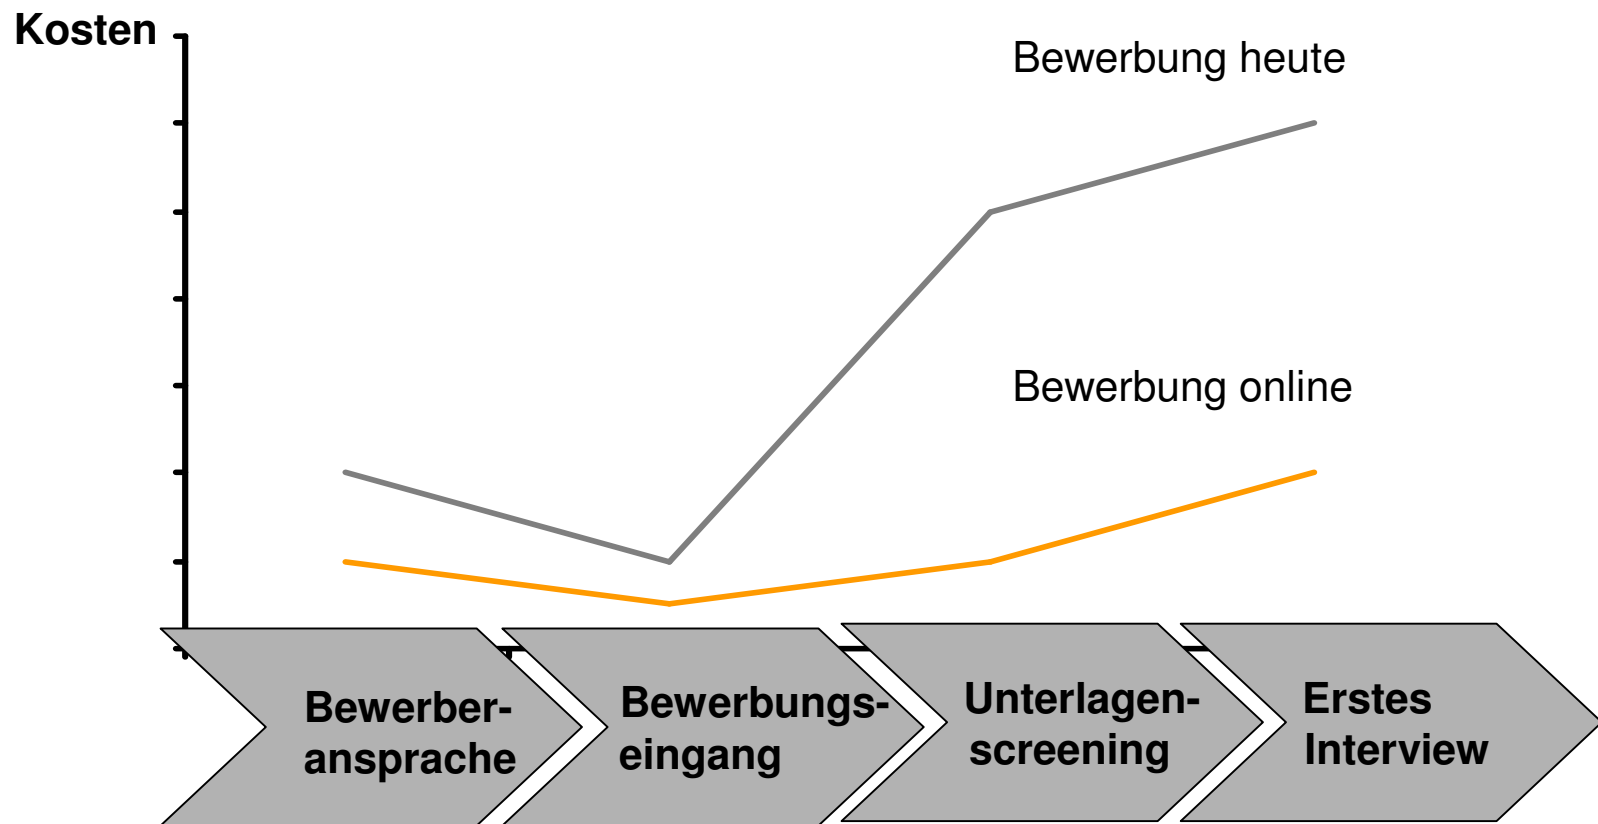 Kosten
Bewerbung heute
Bewerbung online
Bewerber-
ansprache
Bewerbungs-
eingang
Unterlagen-
screening
Erstes
Interview